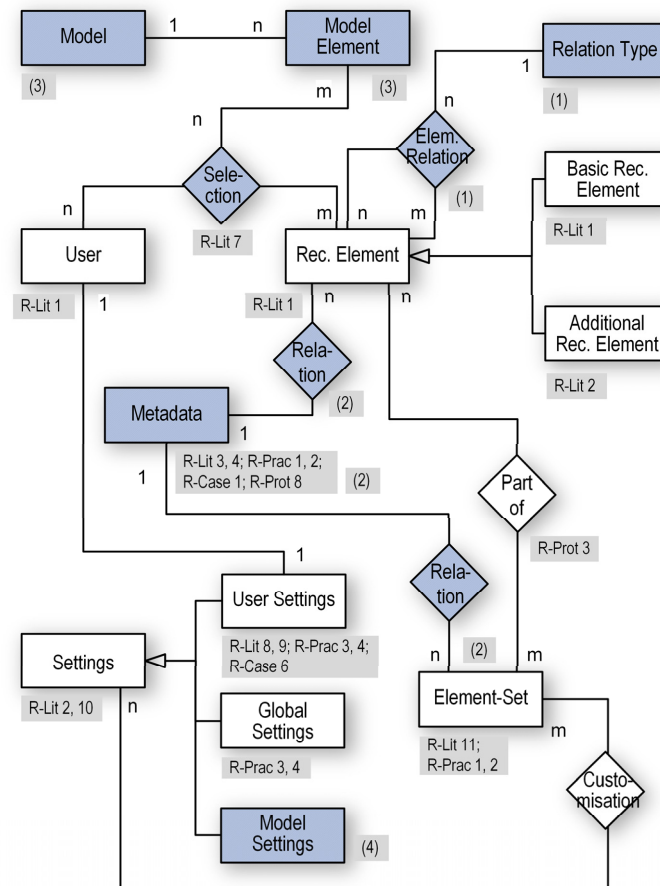 Model
1
n
Model
Element
Relation Type
(3)
(3)
1
(1)
m
n
n
Elem.
Relation
Basic Rec.
Element
Sele-
ction
(1)
n
m
n
m
R-Lit 7
R-Lit 1
User
Rec. Element
R-Lit 1
1
R-Lit 1
n
n
Additional
Rec. Element
Rela-
tion
R-Lit 2
Metadata
(2)
1
R-Lit 3, 4; R-Prac 1, 2;
R-Case 1; R-Prot 8
1
(2)
Part
of
R-Prot 3
1
Rela-
tion
User Settings
R-Lit 8, 9; R-Prac 3, 4;
R-Case 6
n
(2)
m
Settings
R-Lit 2, 10
n
Element-Set
m
Global
Settings
R-Lit 11;
R-Prac 1, 2
R-Prac 3, 4
Custo-
misation
Model
Settings
(4)